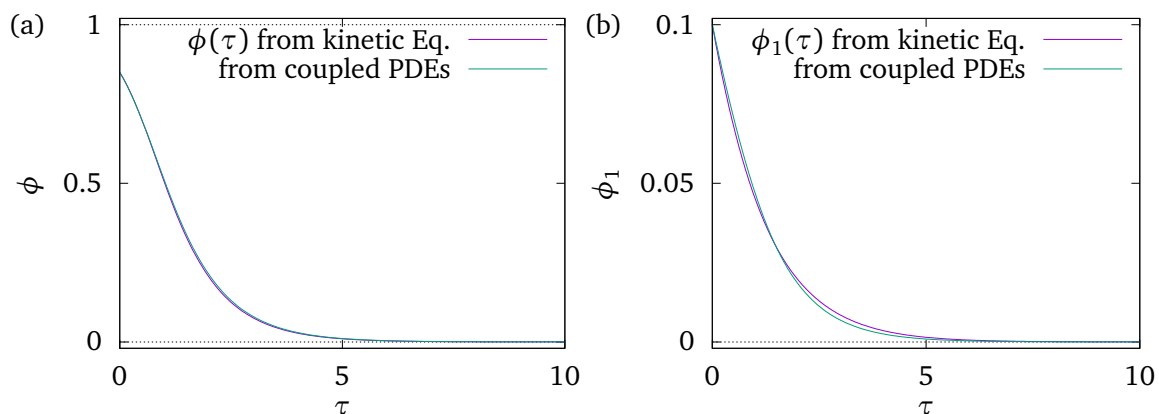 (a)
1
0.5
0
ϕ
ϕ(τ) from kinetic Eq.
from coupled PDEs
0
5
10
τ
(b)
0.1
0.05
0
ϕ₁
ϕ₁(τ) from kinetic Eq.
from coupled PDEs
0
5
10
τ